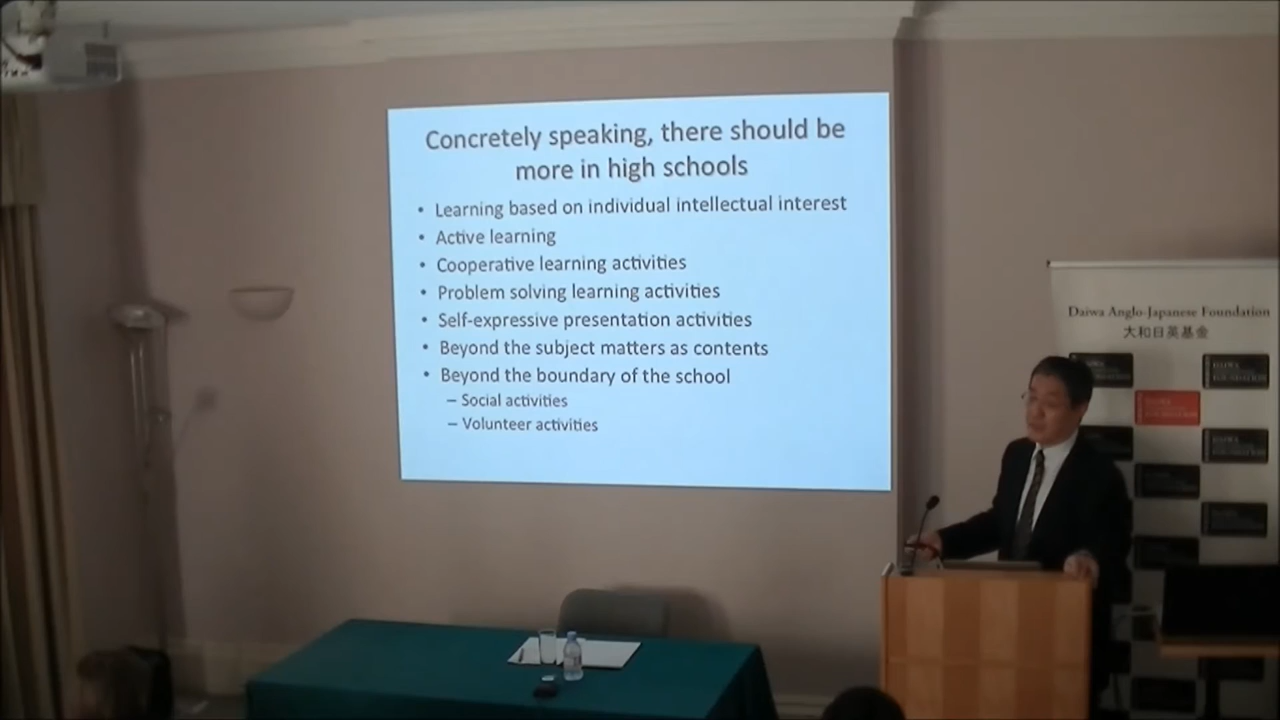 Concretely speaking, there should be
more in high schools
• Learning based on individual intellectual interest
• Active learning
• Cooperative learning activities
• Problem solving learning activities
• Self-expressive presentation activities
• Beyond the subject matters as contents
• Beyond the boundary of the school
– Social activities
– Volunteer activities
Daiwa Anglo-Japanese Foundation
大和日英基金